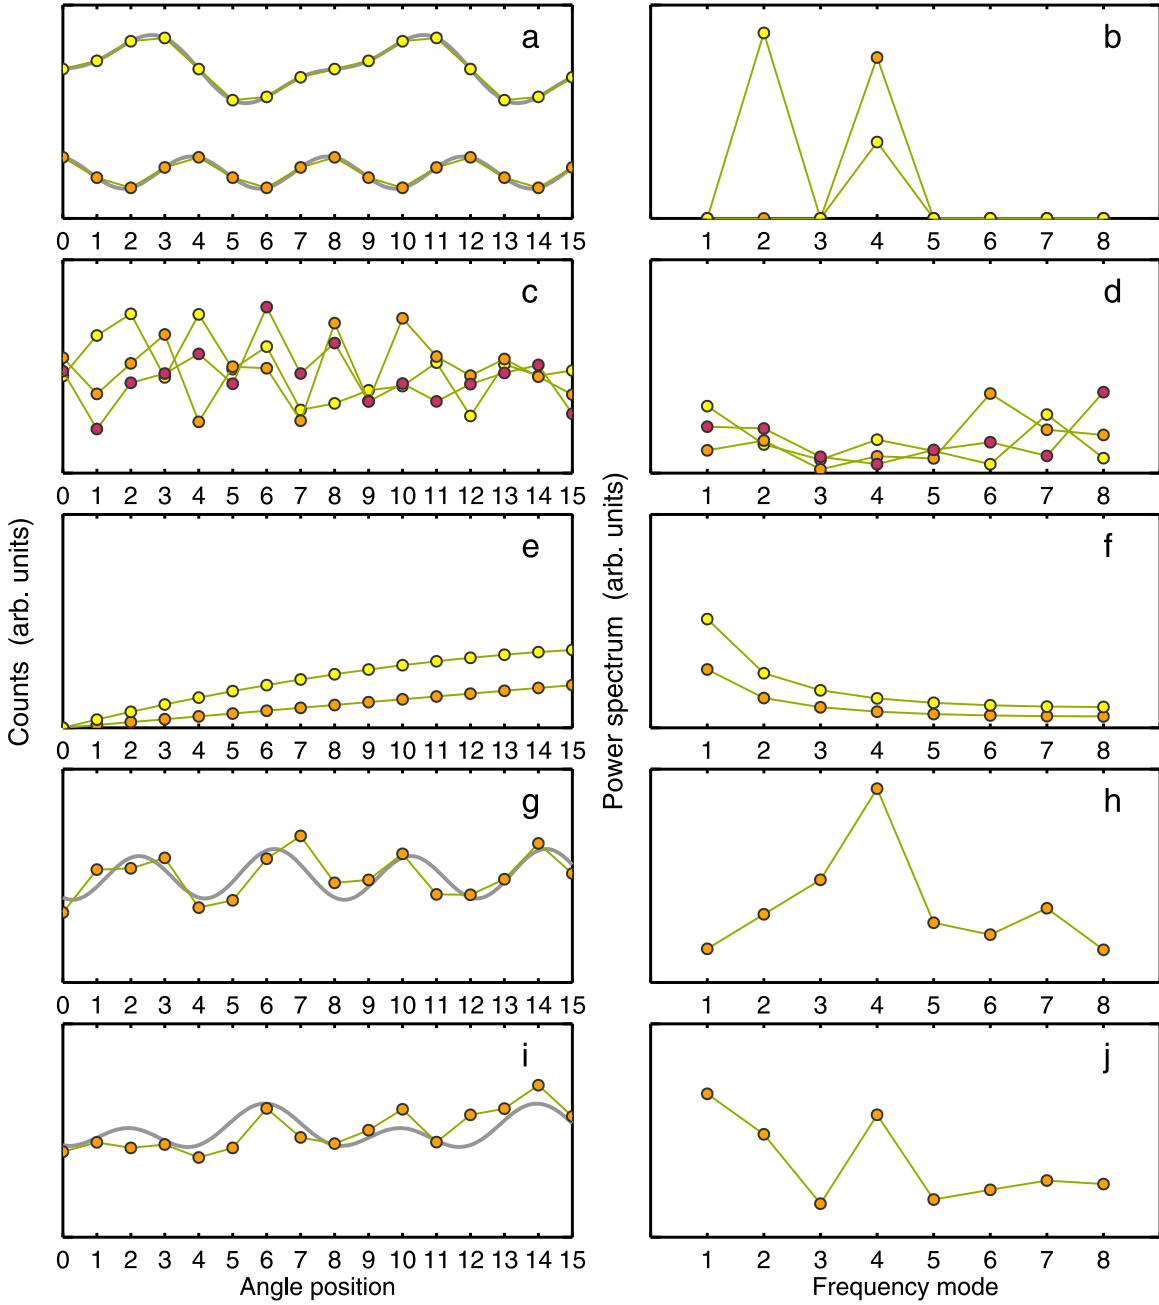 a
b
0 1 2 3 4 5 6 7 8 9 10 11 12 13 14 15
1 2 3 4 5 6 7 8
c
d
0 1 2 3 4 5 6 7 8 9 10 11 12 13 14 15
1 2 3 4 5 6 7 8
e
f
0 1 2 3 4 5 6 7 8 9 10 11 12 13 14 15
1 2 3 4 5 6 7 8
g
h
0 1 2 3 4 5 6 7 8 9 10 11 12 13 14 15
1 2 3 4 5 6 7 8
i
j
0 1 2 3 4 5 6 7 8 9 10 11 12 13 14 15
1 2 3 4 5 6 7 8
Counts (arb. units)
Power spectrum (arb. units)
Angle position
Frequency mode